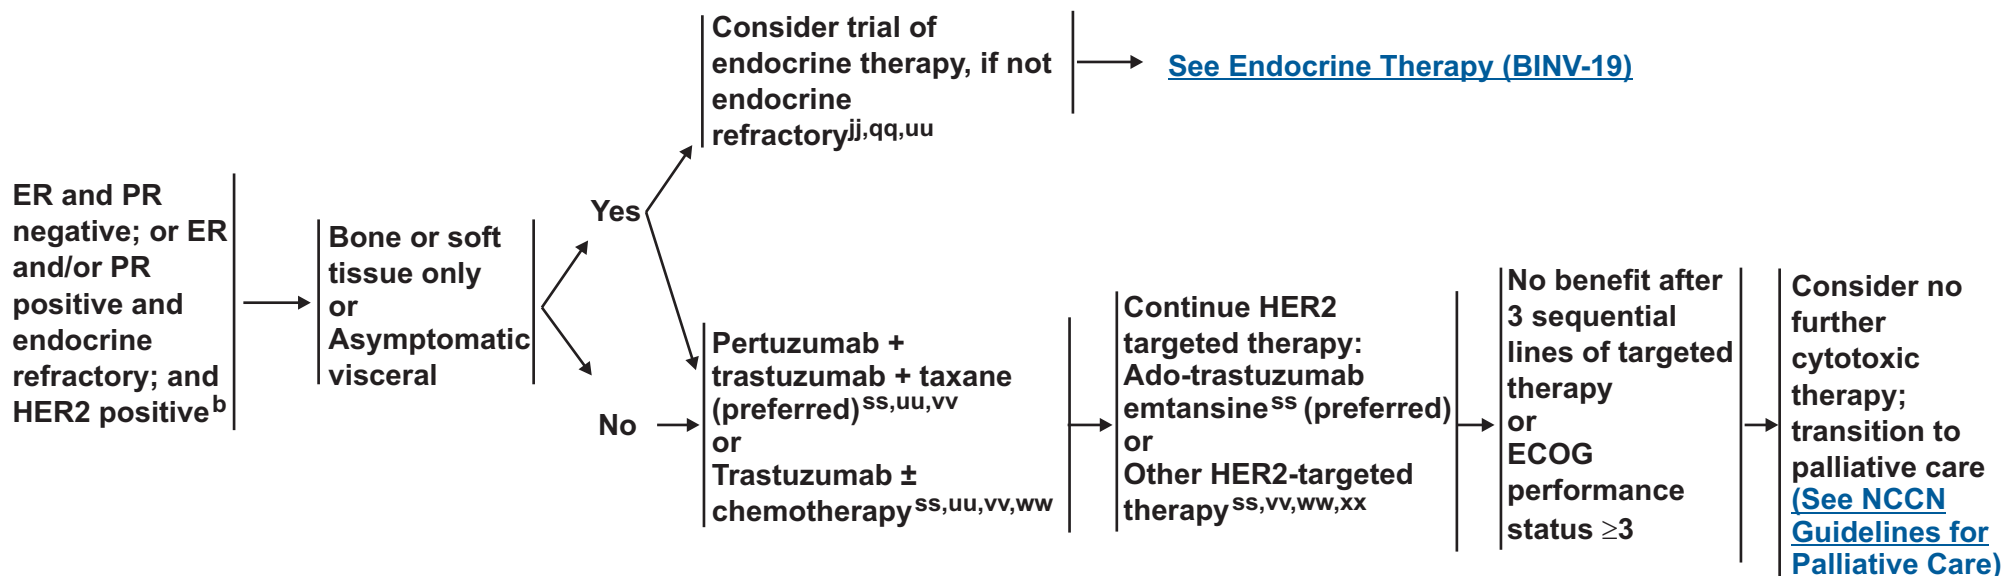 ER and PR
negative; or ER
and/or PR
positive and
endocrine
refractory; and
HER2 positiveb
Bone or soft
tissue only
or
Asymptomatic
visceral
Yes
No
Consider trial of
endocrine therapy, if not
endocrine
refractoryjj,qq,uu
See Endocrine Therapy (BINV-19)
Pertuzumab +
trastuzumab + taxane
(preferred)ss,uu,vv
or
Trastuzumab ±
chemotherapyss,uu,vv,ww
Continue HER2
targeted therapy:
Ado-trastuzumab
emtansiness (preferred)
or
Other HER2-targeted
therapyss,vv,ww,xx
No benefit after
3 sequential
lines of targeted
therapy
or
ECOG
performance
status ≥3
Consider no
further
cytotoxic
therapy;
transition to
palliative care
(See NCCN
Guidelines for
Palliative Care)